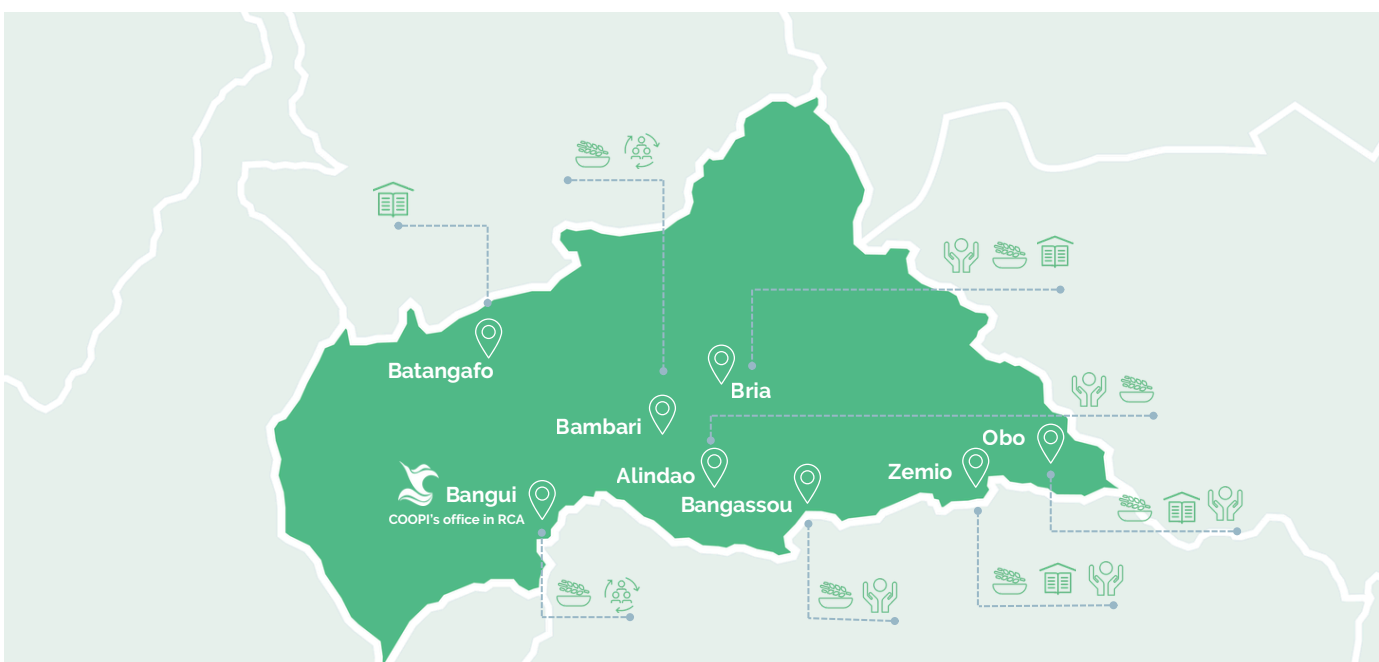 Batangafo
Bria
Bambari
Obo
Alindao
Zemio
Bangui
Bangassou
COOPI's office in RCA